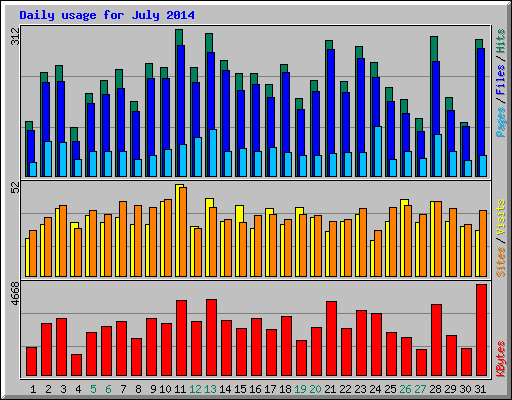 Daily usage for July 2014
312
Pages / Files / Hits
52
Sites / Visits
4668
KBytes
1 2 3 4 5 6 7 8 9 10 11 12 13 14 15 16 17 18 19 20 21 22 23 24 25 26 27 28 29 30 31